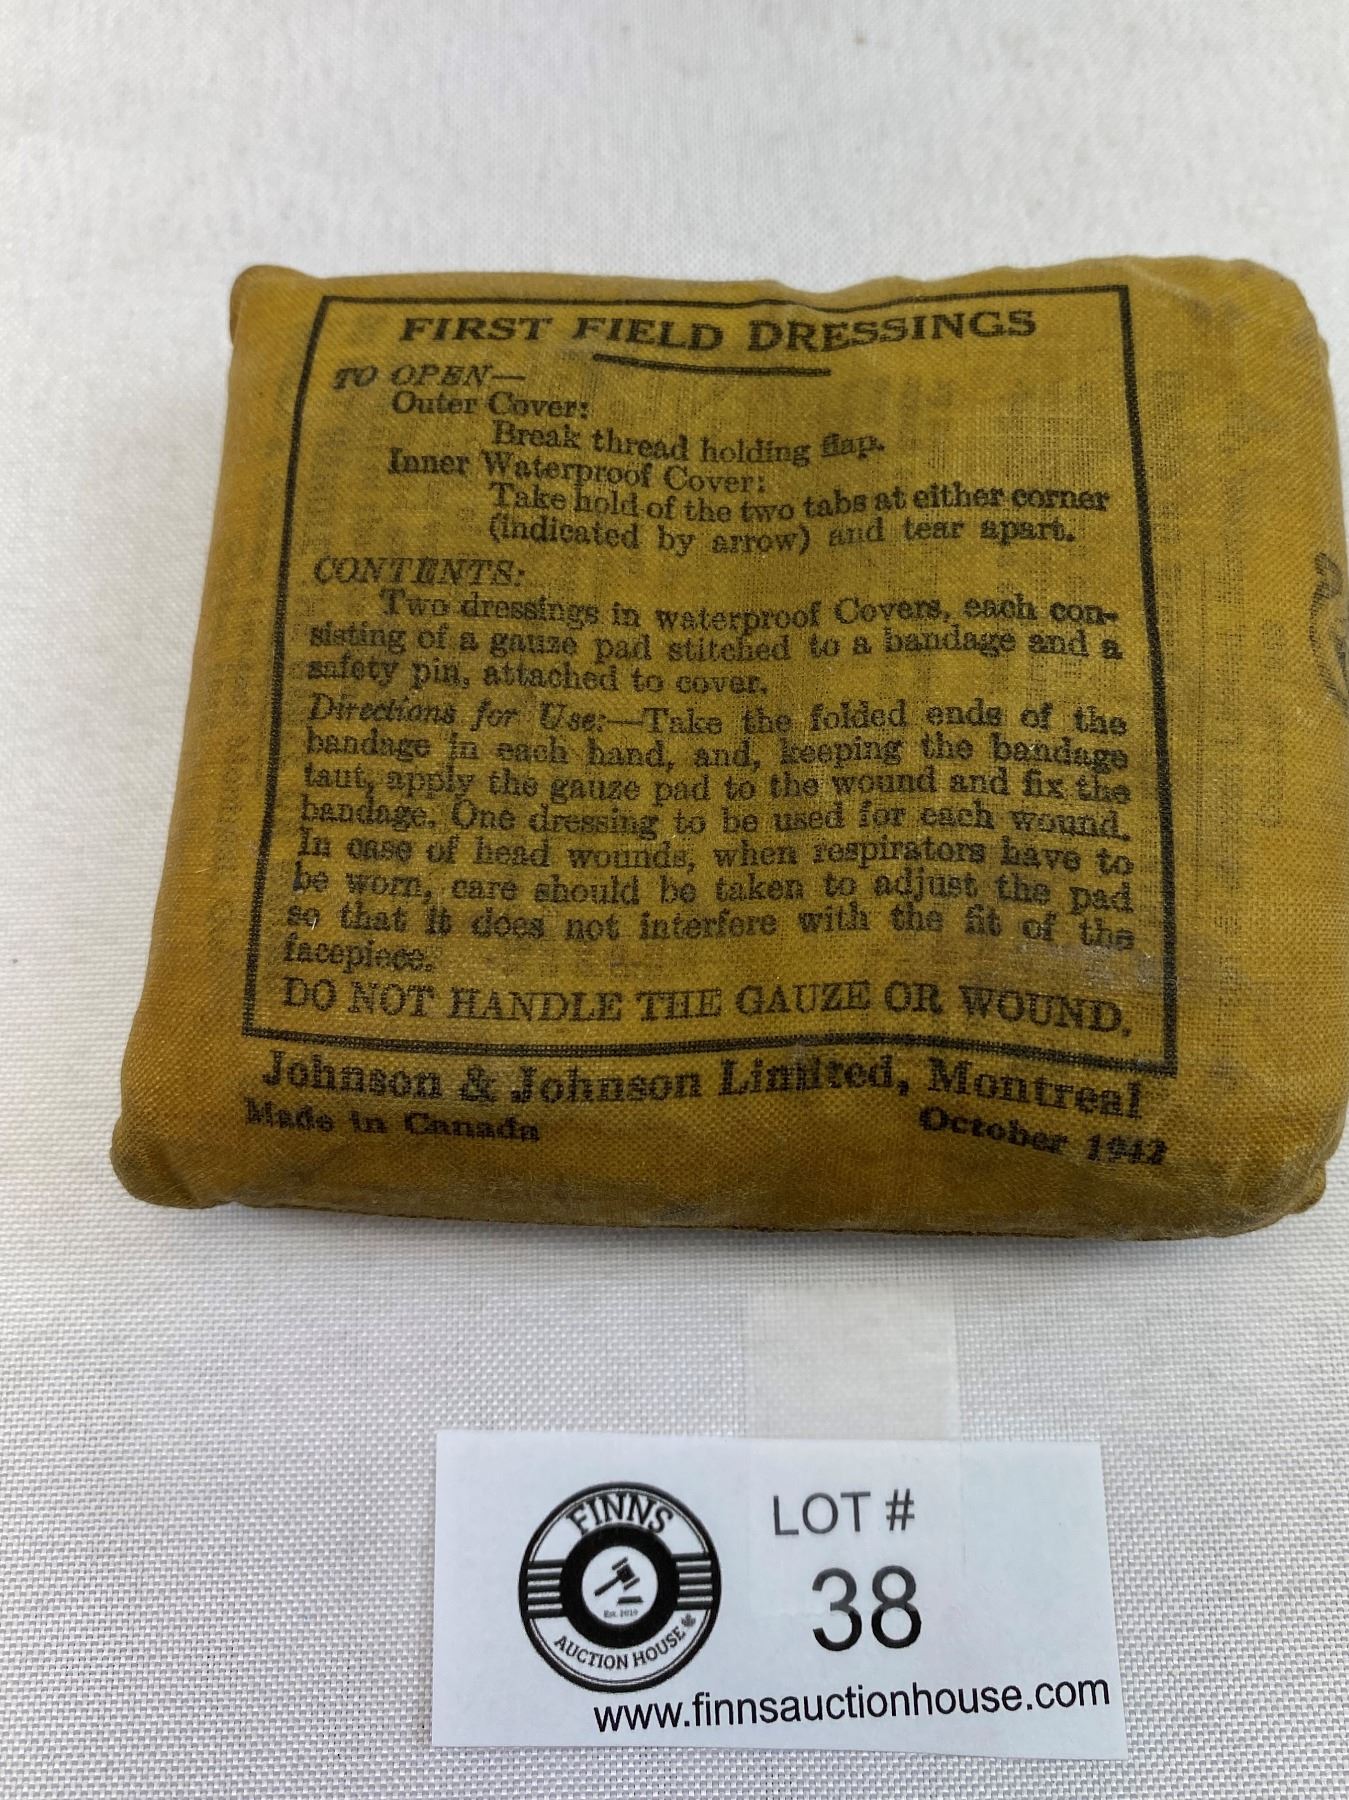 FIRST FIELD DRESSINGS
TO OPEN—
Outer Cover:
Break thread holding flap.
Inner Waterproof Cover:
Take hold of the two tabs at either corner
(indicated by arrow) and tear apart.
CONTENTS:
Two dressings in waterproof Covers, each con-
sisting of a gauze pad stitched to a bandage and a
safety pin, attached to cover.
Directions for Use:—Take the folded ends of the
bandage in each hand, and, keeping the bandage
taut, apply the gauze pad to the wound and fix the
bandage. One dressing to be used for each wound.
In case of head wounds, when respirators have to
be worn, care should be taken to adjust the pad
so that it does not interfere with the fit of the
facepiece.
DO NOT HANDLE THE GAUZE OR WOUND.
Johnson & Johnson Limited, Montreal
Made in Canada October 1942
FINNS
Est. 2019
AUCTION HOUSE
LOT #
38
www.finnsauctionhouse.com